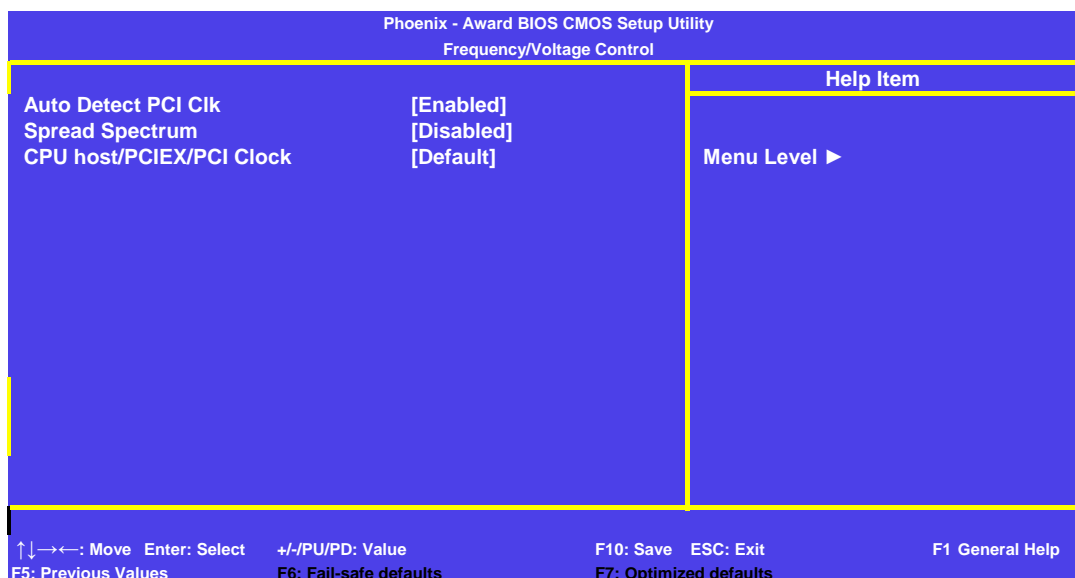 Phoenix - Award BIOS CMOS Setup Utility
Frequency/Voltage Control
Help Item
Auto Detect PCI Clk [Enabled]
Spread Spectrum [Disabled]
CPU host/PCIEX/PCI Clock [Default] Menu Level ►
↑↓→←: Move Enter: Select +/-/PU/PD: Value F10: Save ESC: Exit F1 General Help
F5: Previous Values F6: Fail-safe defaults F7: Optimized defaults